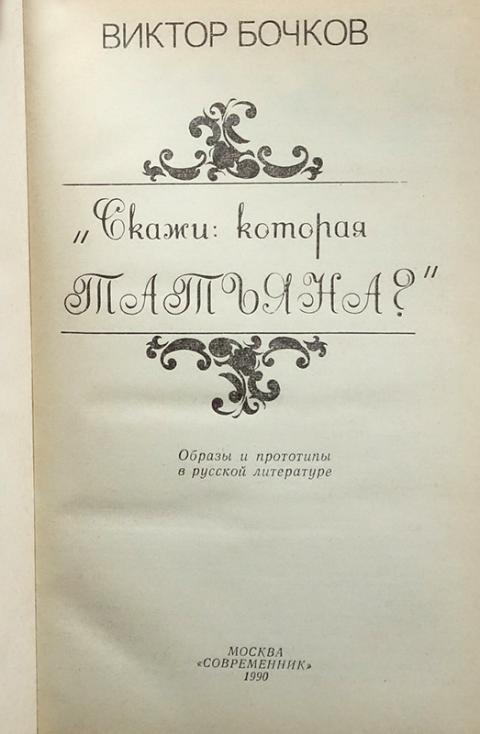 ВИКТОР БОЧКОВ
„Скажи: которая
ТАТЬЯНА?"
Образы и прототипы
в русской литературе
МОСКВА
«СОВРЕМЕННИК»
1990